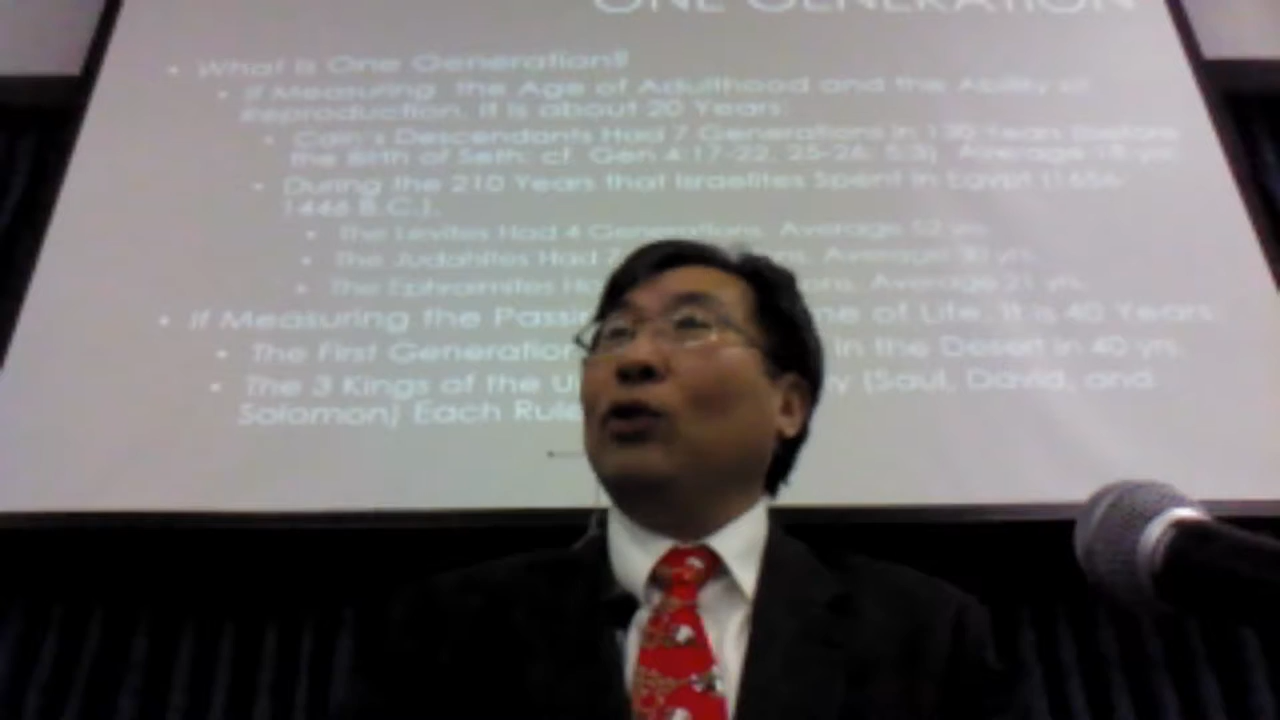 ONE GENERATION
• What is One Generation?
• If Measuring the Age of Adulthood and the Ability of
Reproduction, It is about 20 Years.
• Cain's Descendants Had 7 Generations in 130 Years (before
the Birth of Seth; cf. Gen 4:17-22, 25-26; 5:3) Average 18 yrs.
• During the 210 Years that Israelites Spent in Egypt (1656-
1446 B.C.),
• The Levites Had 4 Generations, Average 52 yrs.
• The Judahites Had 7 Average 30 yrs.
• The Ephraimites Average 21 yrs.
• If Measuring the of Life, It is 40 Years
• The First Generation in the Desert in 40 yrs.
• The 3 Kings of the (Saul, David, and
Solomon) Each